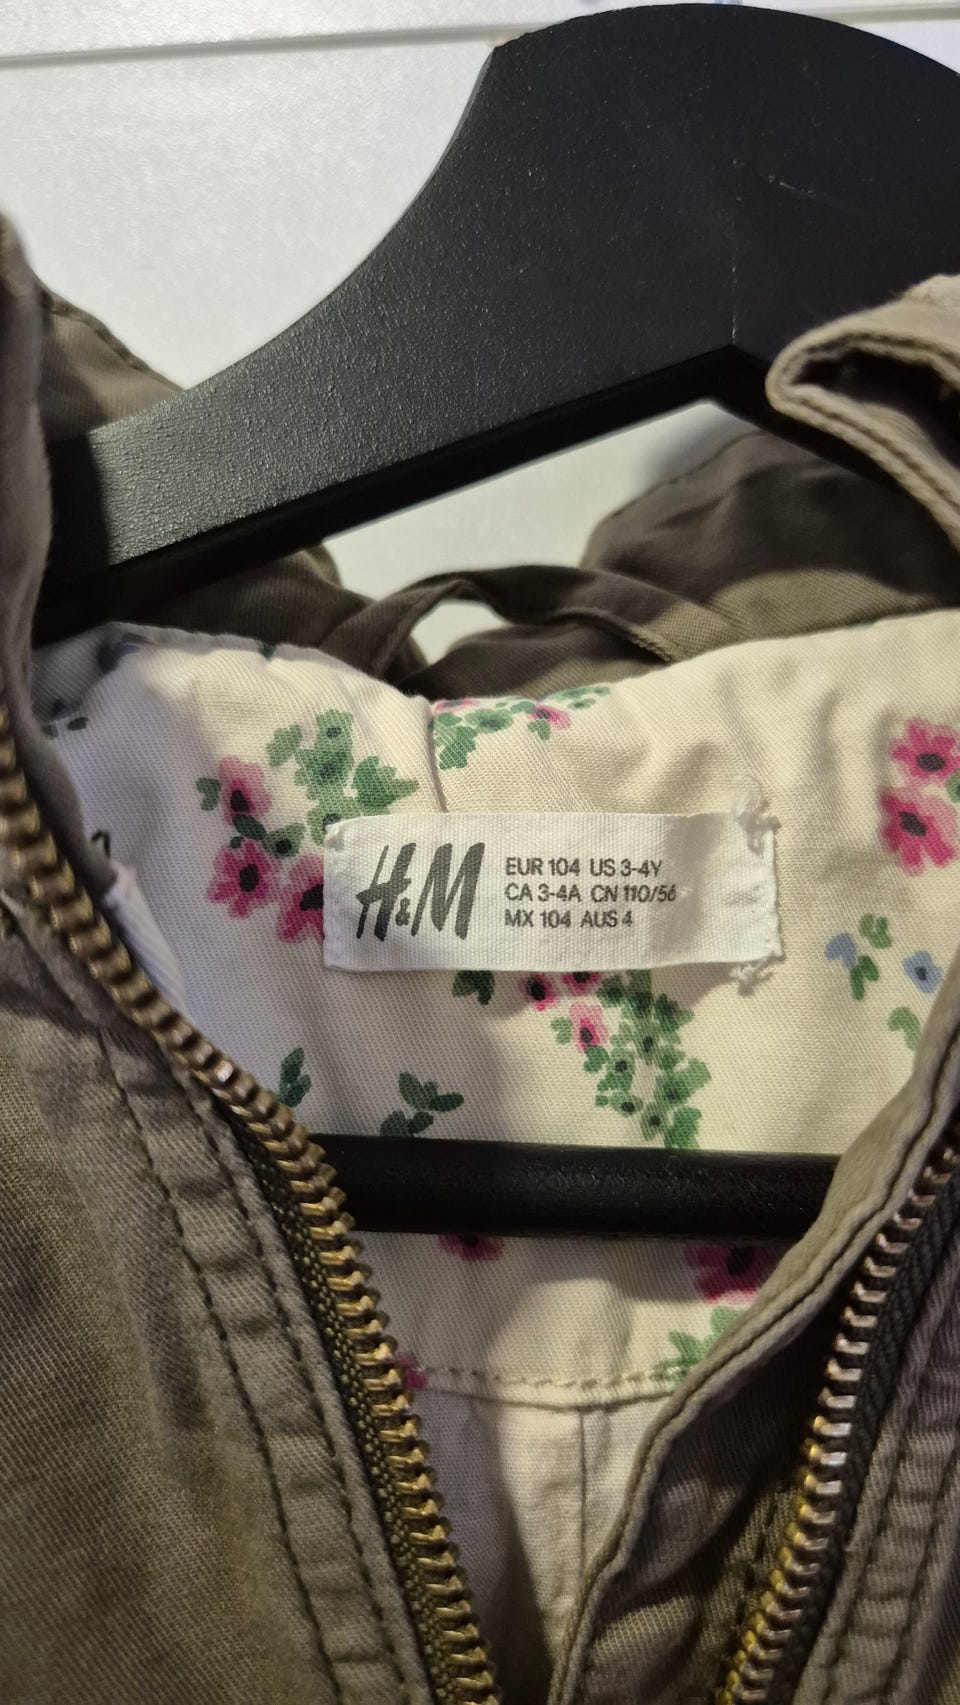 H&M
EUR 104 US 3-4Y
CA 3-4A CN 110/56
MX 104 AUS 4